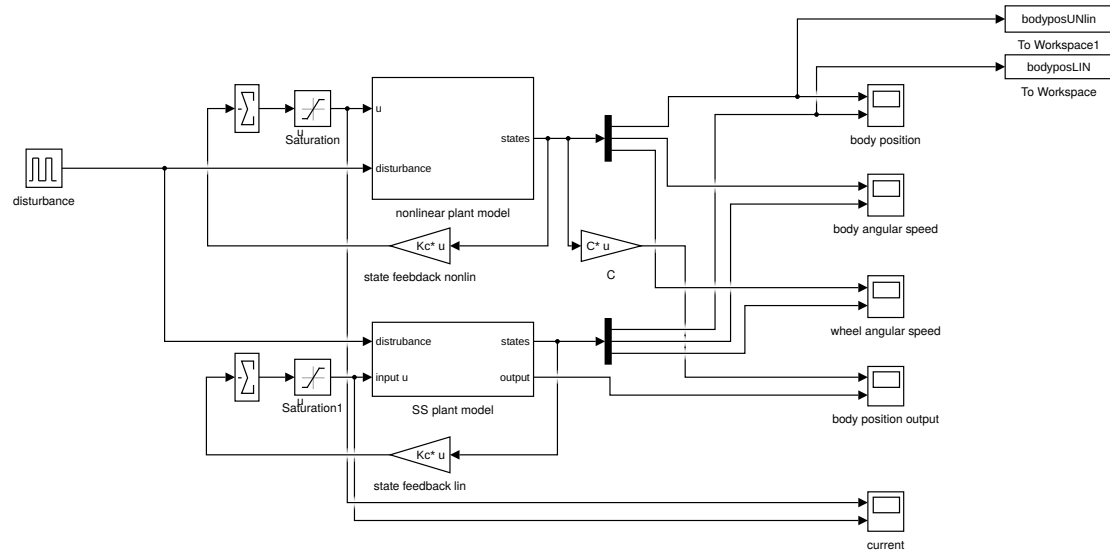 bodyposUNlin
To Workspace1
bodyposLIN
To Workspace
-
u
Saturation
u
states
disturbance
nonlinear plant model
body position
disturbance
body angular speed
Kc* u
state feebdack nonlin
C* u
C
wheel angular speed
distrubance
states
-
input u
output
u
Saturation1
SS plant model
body position output
Kc* u
state feedback lin
current